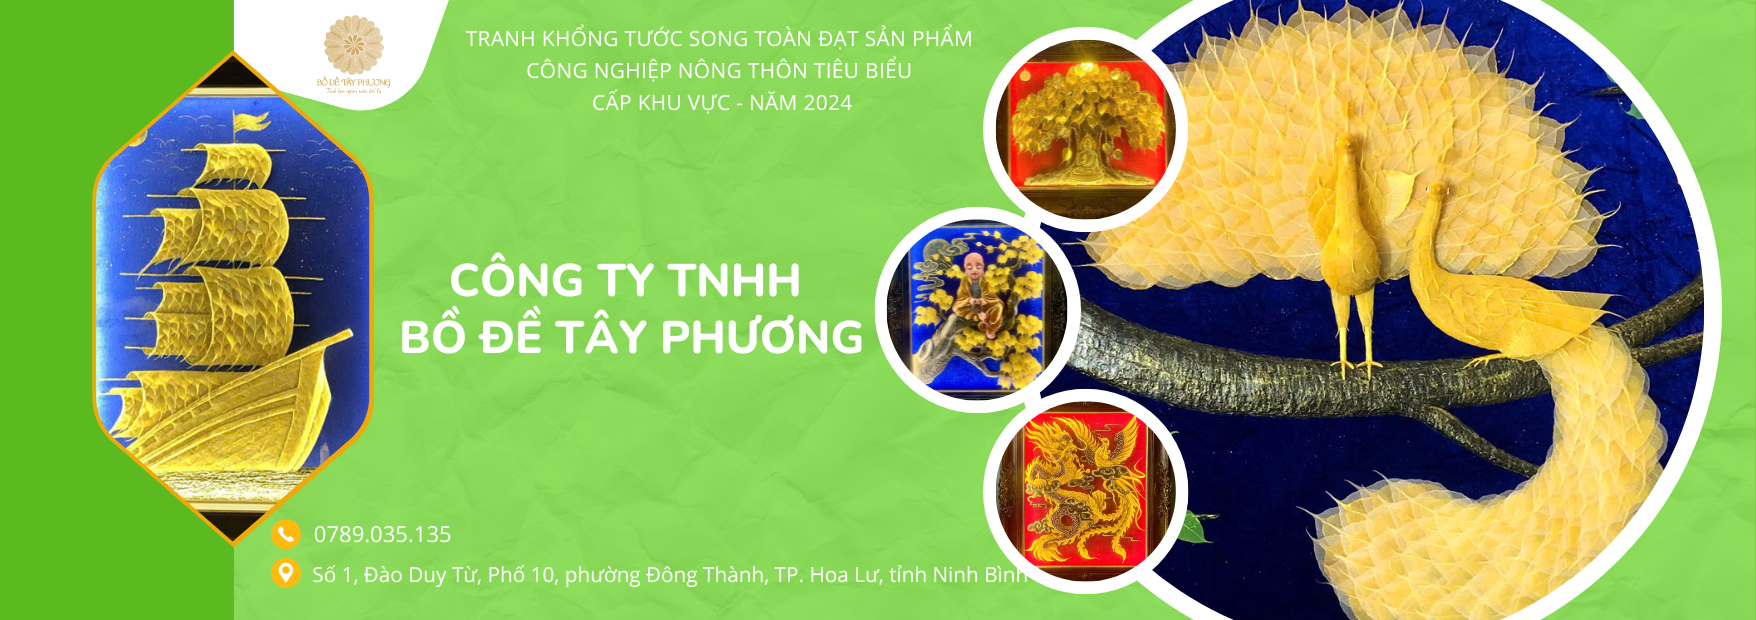 BỒ ĐỀ TÂY PHƯƠNG
TRANH KHỔNG TƯỚC SONG TOÀN ĐẠT SẢN PHẨM
CÔNG NGHIỆP NÔNG THÔN TIÊU BIỂU
CẤP KHU VỰC - NĂM 2024
CÔNG TY TNHH
BỒ ĐỀ TÂY PHƯƠNG
0789.035.135
Số 1, Đào Duy Từ, Phố 10, phường Đông Thành, TP. Hoa Lư, tỉnh Ninh Bình